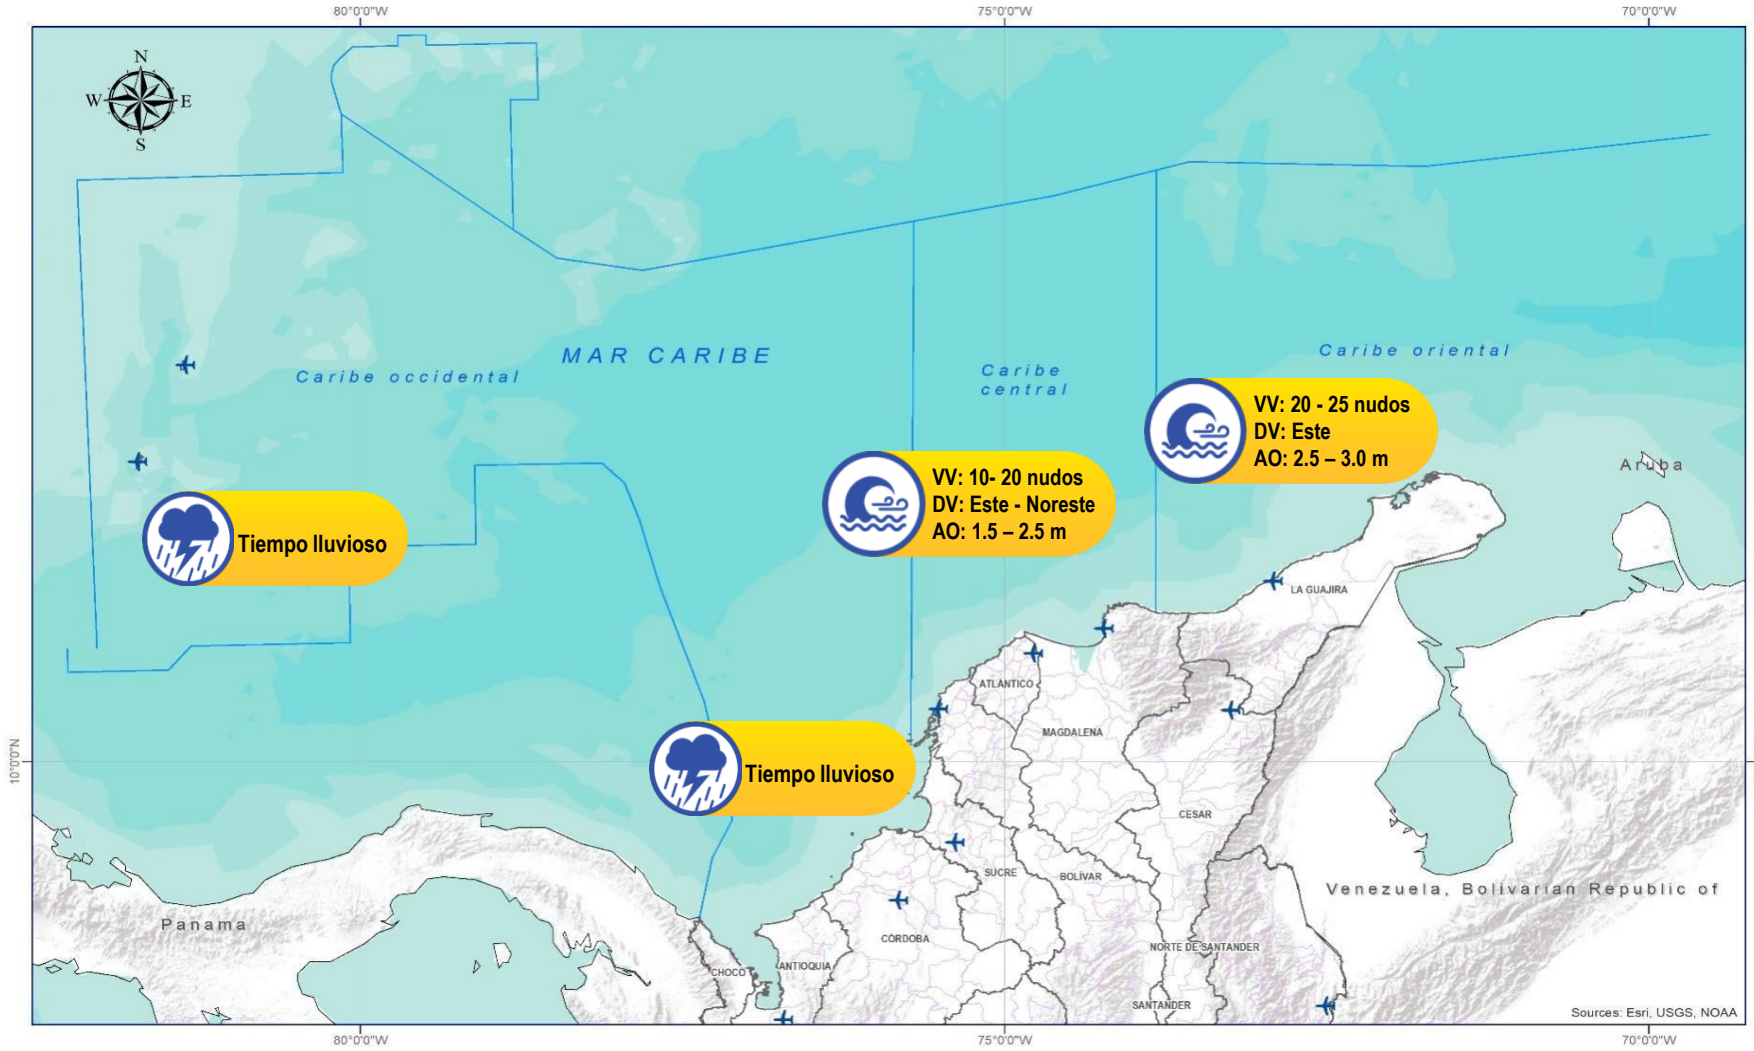 80°0'0"W
75°0'0"W
70°0'0"W
N
W
E
S
MAR CARIBE
Caribe occidental
Caribe
central
Caribe oriental
VV: 20 - 25 nudos
DV: Este
AO: 2.5 – 3.0 m
VV: 10- 20 nudos
DV: Este - Noreste
AO: 1.5 – 2.5 m
Aruba
Tiempo lluvioso
LA GUAJIRA
ATLÁNTICO
MAGDALENA
10°0'0"N
Tiempo lluvioso
CESAR
SUCRE
BOLÍVAR
Venezuela, Bolivarian Republic of
Panama
CÓRDOBA
NORTE DE SANTANDER
CHOCÓ
ANTIOQUIA
SANTANDER
Sources: Esri, USGS, NOAA
80°0'0"W
75°0'0"W
70°0'0"W